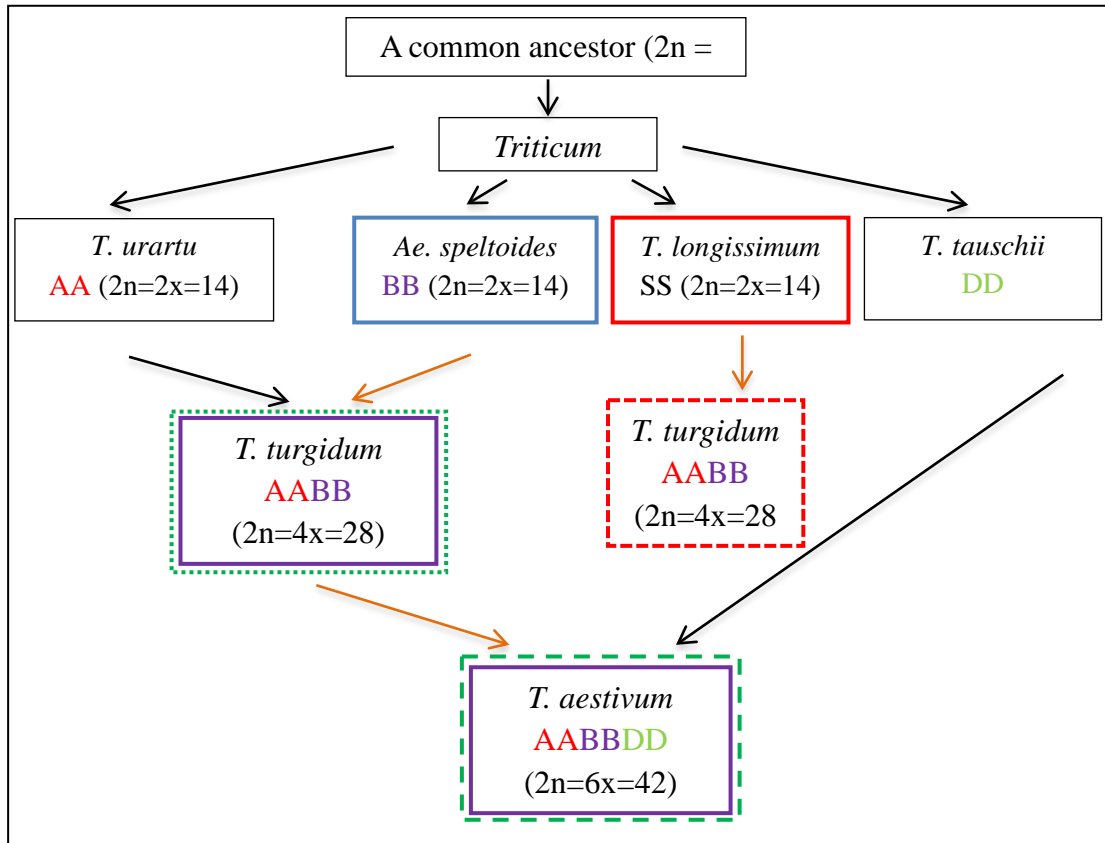 A common ancestor (2n =
Triticum
T. urartu
AA (2n=2x=14)
Ae. speltoides
BB (2n=2x=14)
T. longissimum
SS (2n=2x=14)
T. tauschii
DD
T. turgidum
AABB
(2n=4x=28)
T. turgidum
AABB
(2n=4x=28
T. aestivum
AABBDD
(2n=6x=42)